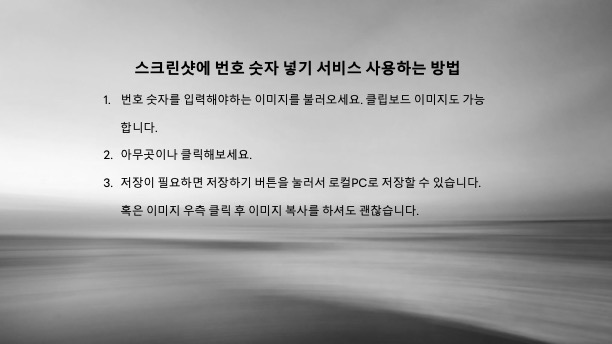 스크린샷에 번호 숫자 넣기 서비스 사용하는 방법
1. 번호 숫자를 입력해야하는 이미지를 불러오세요. 클립보드 이미지도 가능
합니다.
2. 아무곳이나 클릭해보세요.
3. 저장이 필요하면 저장하기 버튼을 눌러서 로컬PC로 저장할 수 있습니다.
혹은 이미지 우측 클릭 후 이미지 복사를 하셔도 괜찮습니다.